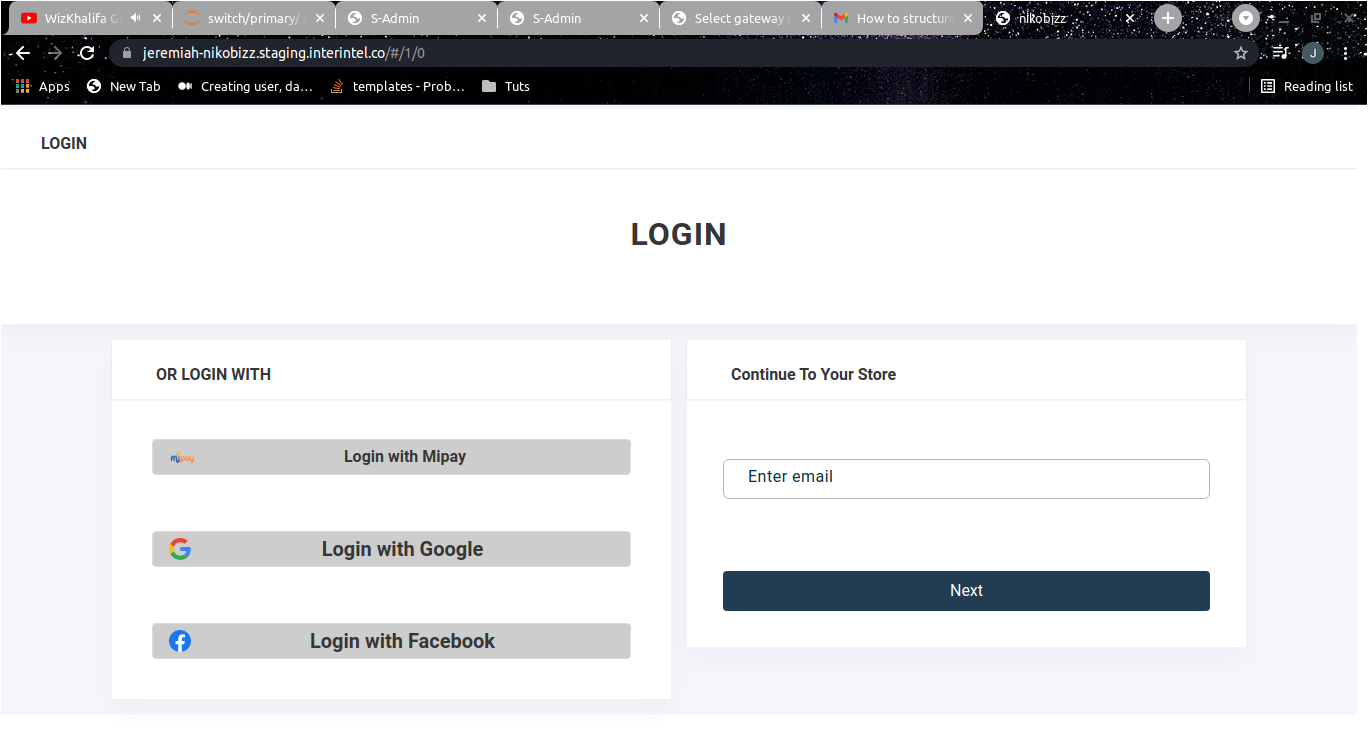 WizKhalifa G
switch/primary/
S-Admin
S-Admin
Select gateway p
How to structure
nikobizz
jeremiah-nikobizz.staging.interintel.co/#/1/0
J
Apps
New Tab
Creating user, da...
templates - Prob...
Tuts
Reading list
LOGIN
LOGIN
OR LOGIN WITH
Continue To Your Store
mipay
Login with Mipay
Enter email
Login with Google
Next
Login with Facebook